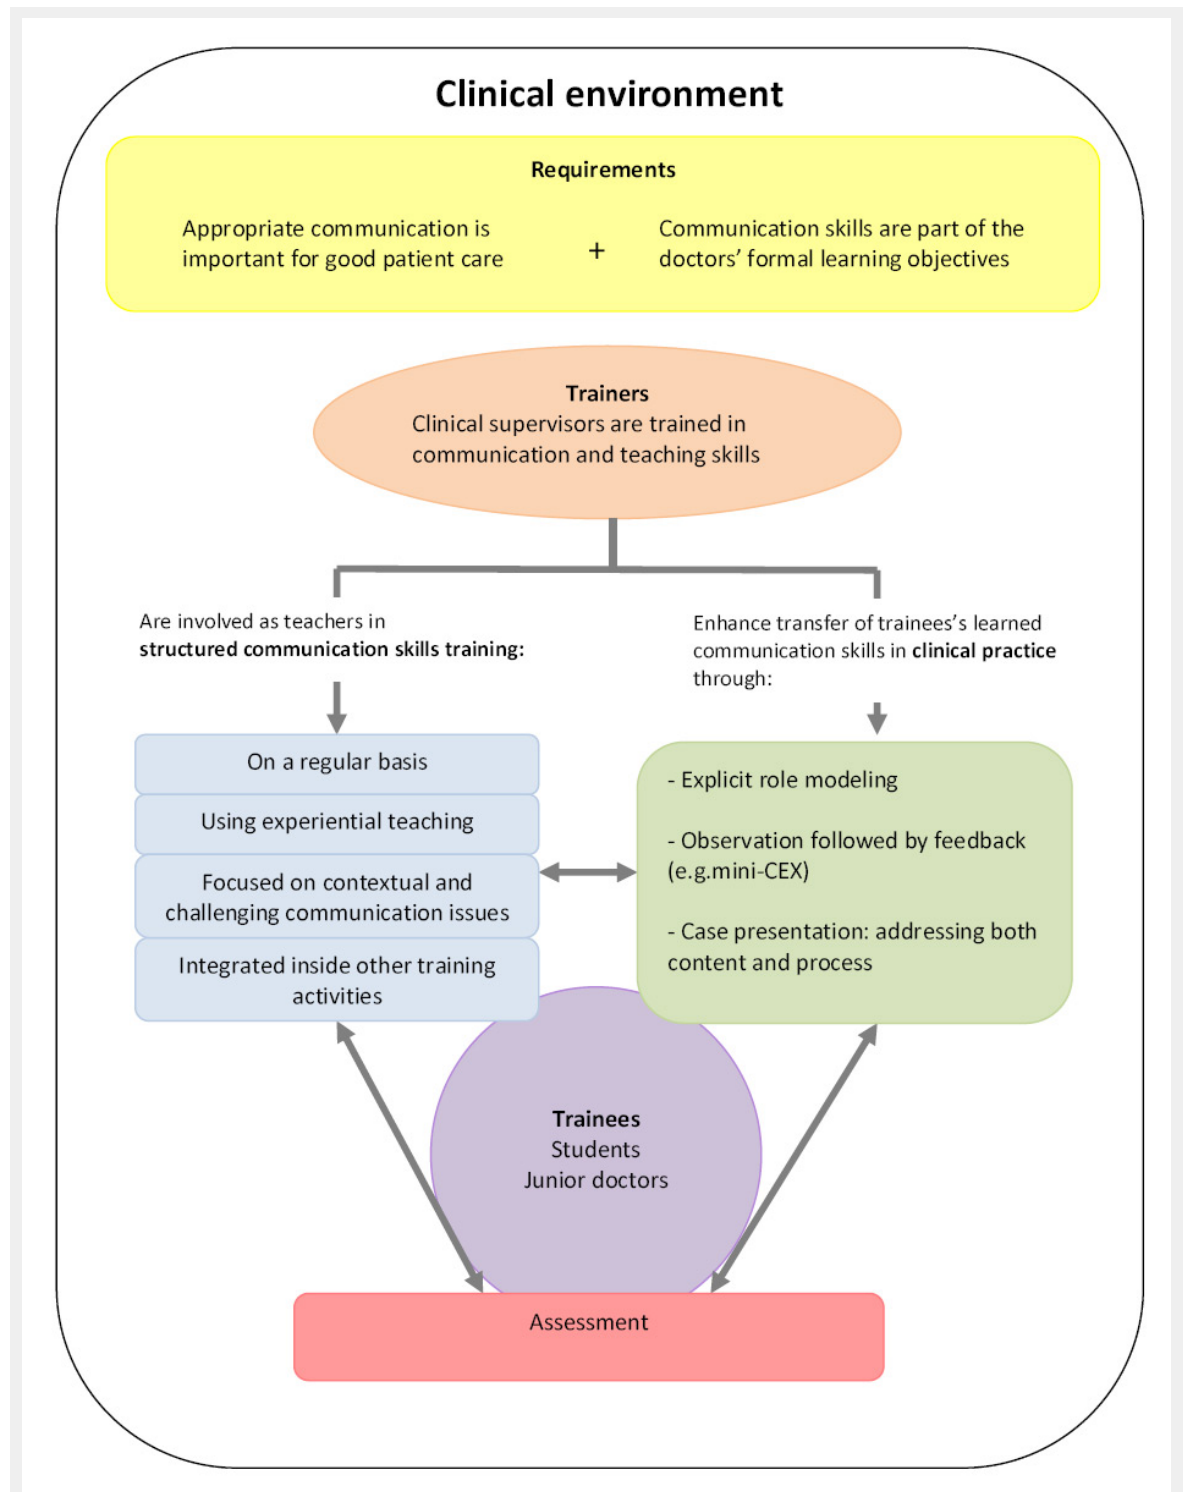 Clinical environment
Requirements
Appropriate communication is
important for good patient care
+
Communication skills are part of the
doctors’ formal learning objectives
Trainers
Clinical supervisors are trained in
communication and teaching skills
Are involved as teachers in
structured communication skills training:
Enhance transfer of trainees’s learned
communication skills in clinical practice
through:
On a regular basis
Using experiential teaching
Focused on contextual and
challenging communication issues
Integrated inside other training
activities
- Explicit role modeling
- Observation followed by feedback
(e.g.mini-CEX)
- Case presentation: addressing both
content and process
Trainees
Students
Junior doctors
Assessment